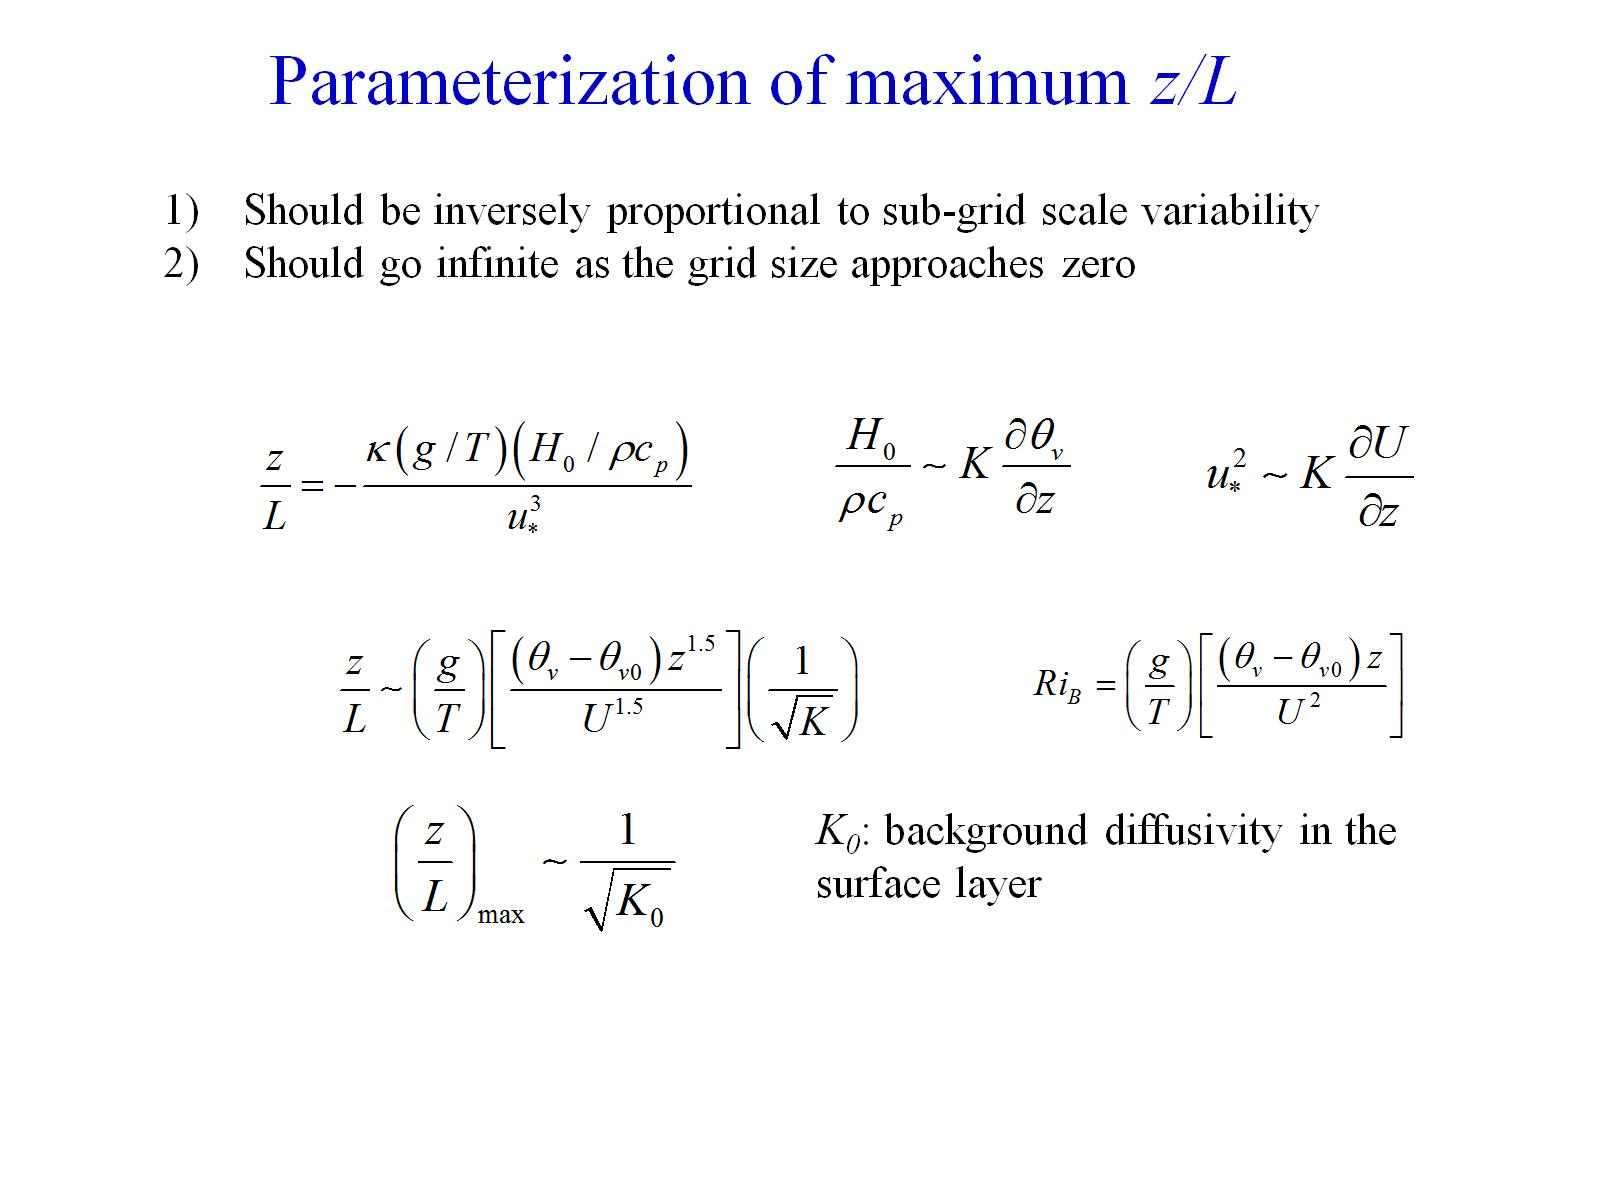 Parameterization of maximum z/L
1) Should be inversely proportional to sub-grid scale variability
2) Should go infinite as the grid size approaches zero
z/L = − κ(g/T)(H₀/ρcₚ) / u*³    H₀/ρcₚ ~ K ∂θᵥ/∂z    u*² ~ K ∂U/∂z
z/L ~ (g/T)[(θᵥ − θᵥ₀)z^1.5 / U^1.5](1/√K)    Ri_B = (g/T)[(θᵥ − θᵥ₀)z / U²]
(z/L)max ~ 1/√K₀    K₀: background diffusivity in the
surface layer